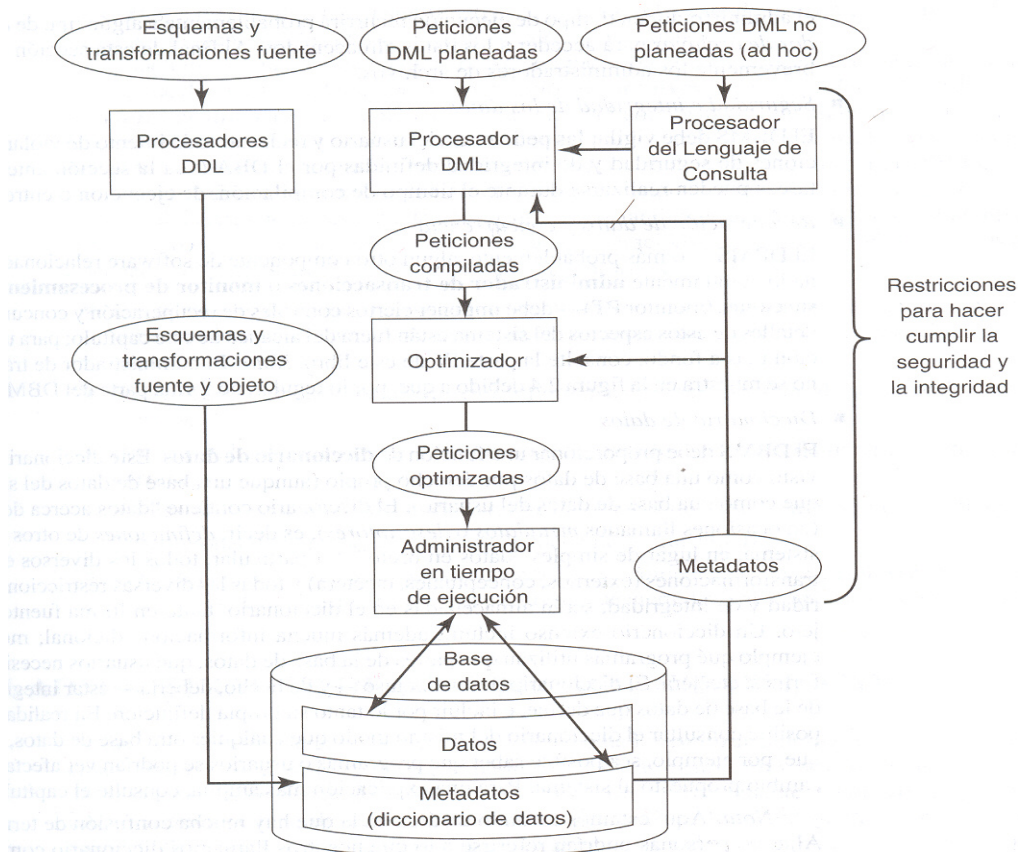 Esquemas y
transformaciones fuente
Peticiones
DML planeadas
Peticiones DML no
planeadas (ad hoc)
Procesadores
DDL
Procesador
DML
Procesador
del Lenguaje de
Consulta
Peticiones
compiladas
Restricciones
para hacer
cumplir la
seguridad y
la integridad
Esquemas y
transformaciones
fuente y objeto
Optimizador
Peticiones
optimizadas
Administrador
en tiempo
de ejecución
Metadatos
Base
de datos
Datos
Metadatos
(diccionario de datos)